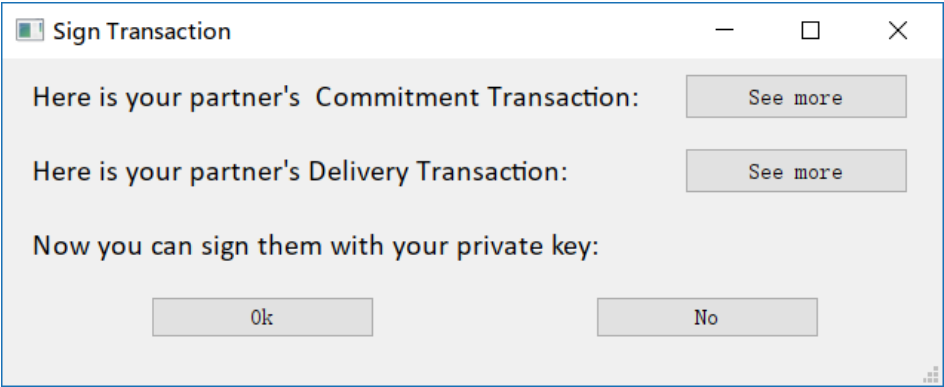 Sign Transaction
Here is your partner's  Commitment Transaction: See more
Here is your partner's Delivery Transaction: See more
Now you can sign them with your private key:
Ok No